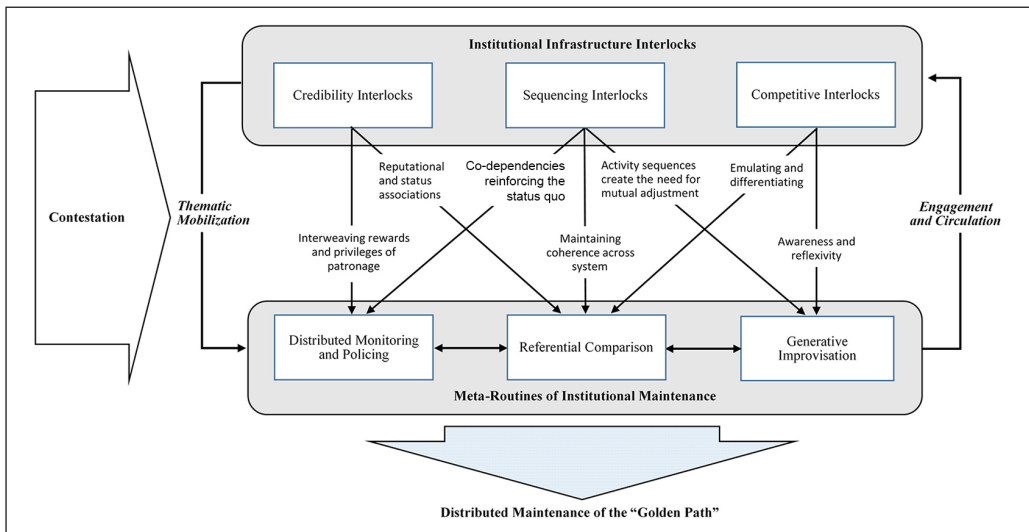 Institutional Infrastructure Interlocks
Credibility Interlocks
Sequencing Interlocks
Competitive Interlocks
Reputational
and status
associations
Co-dependencies
reinforcing the
status quo
Activity sequences
create the need for
mutual adjustment
Emulating and
differentiating
Contestation
Thematic
Mobilization
Engagement
and Circulation
Interweaving rewards
and privileges of
patronage
Maintaining
coherence across
system
Awareness and
reflexivity
Distributed Monitoring
and Policing
Referential Comparison
Generative
Improvisation
Meta-Routines of Institutional Maintenance
Distributed Maintenance of the “Golden Path”